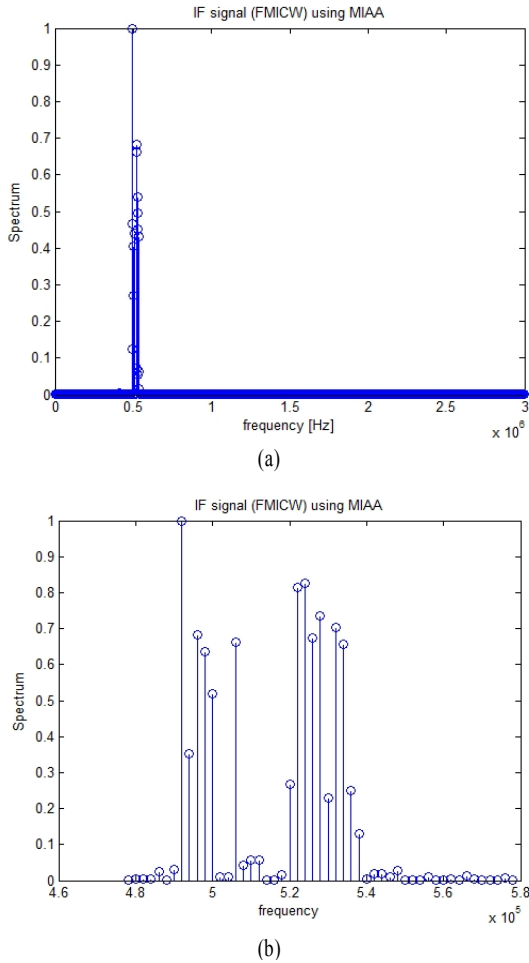 IF signal (FMICW) using MIAA
1
0.9
0.8
0.7
0.6
0.5
0.4
0.3
0.2
0.1
0
Spectrum
0 0.5 1 1.5 2 2.5 3
frequency [Hz]
x 10^6
(a)
IF signal (FMICW) using MIAA
1
0.9
0.8
0.7
0.6
0.5
0.4
0.3
0.2
0.1
0
Spectrum
4.6 4.8 5 5.2 5.4 5.6 5.8
frequency
x 10^5
(b)